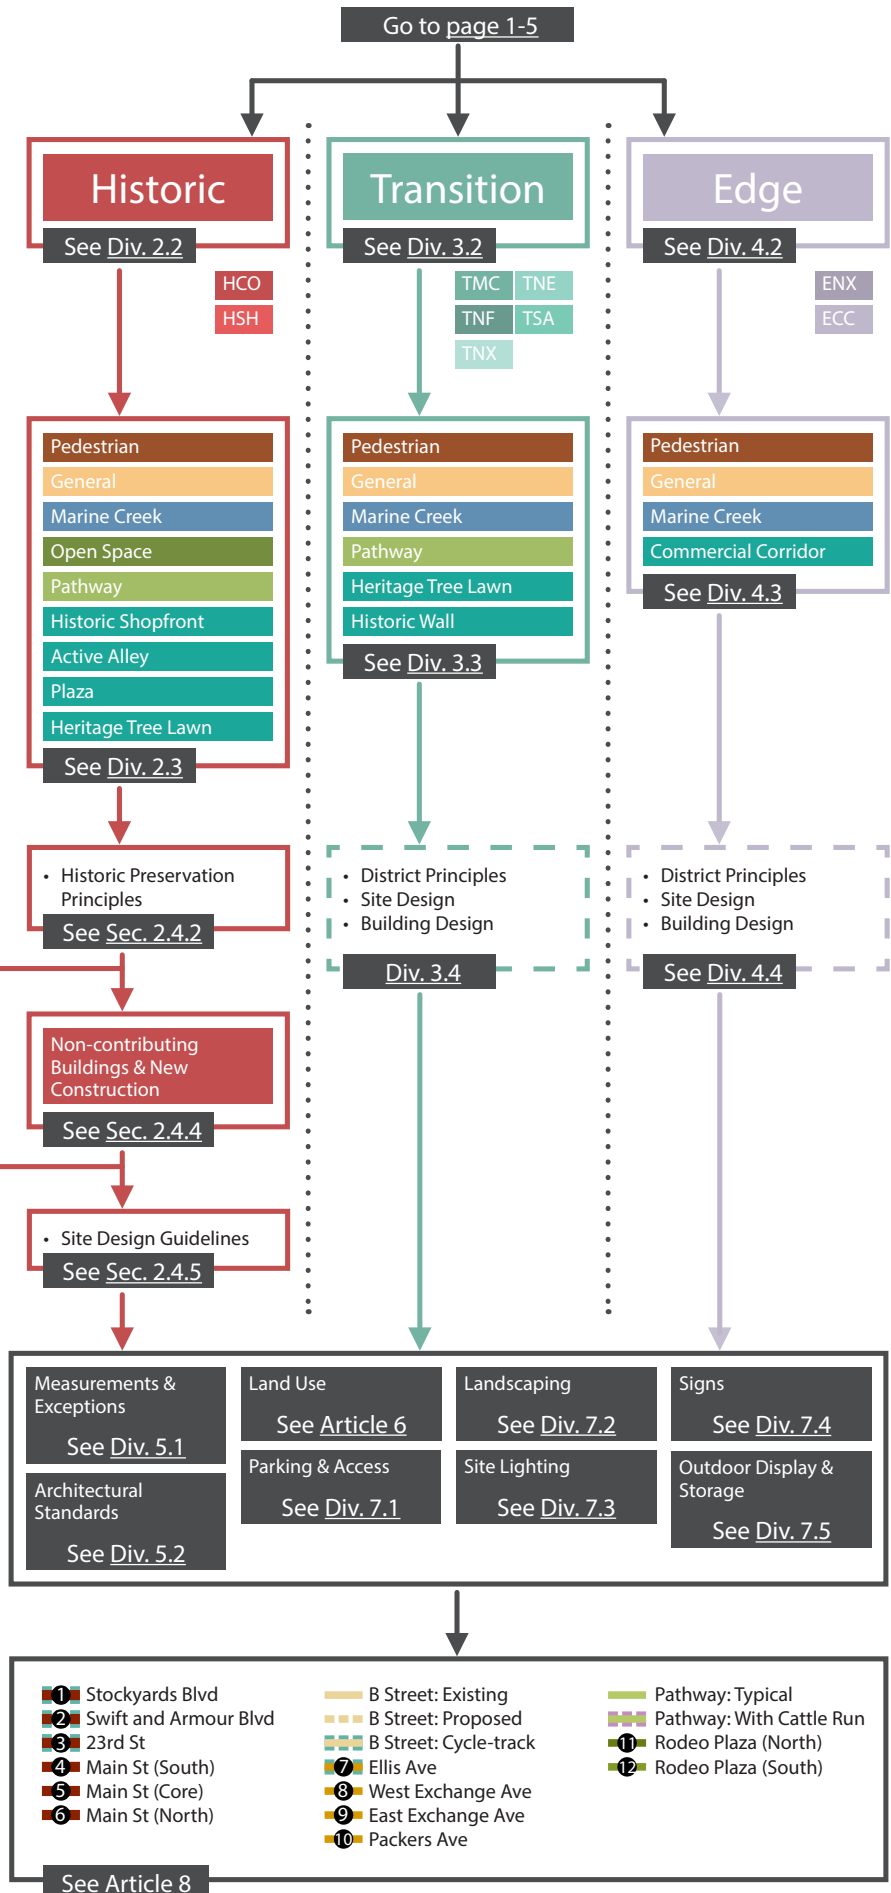 Go to page 1-5
Historic
See Div. 2.2
HCO
HSH
Pedestrian
General
Marine Creek
Open Space
Pathway
Historic Shopfront
Active Alley
Plaza
Heritage Tree Lawn
See Div. 2.3
• Historic Preservation
Principles
See Sec. 2.4.2
Non-contributing
Buildings & New
Construction
See Sec. 2.4.4
• Site Design Guidelines
See Sec. 2.4.5
Transition
See Div. 3.2
TMC TNE
TNF TSA
TNX
Pedestrian
General
Marine Creek
Pathway
Heritage Tree Lawn
Historic Wall
See Div. 3.3
• District Principles
• Site Design
• Building Design
Div. 3.4
Edge
See Div. 4.2
ENX
ECC
Pedestrian
General
Marine Creek
Commercial Corridor
See Div. 4.3
• District Principles
• Site Design
• Building Design
See Div. 4.4
Measurements &
Exceptions
See Div. 5.1
Architectural
Standards
See Div. 5.2
Land Use
See Article 6
Parking & Access
See Div. 7.1
Landscaping
See Div. 7.2
Site Lighting
See Div. 7.3
Signs
See Div. 7.4
Outdoor Display &
Storage
See Div. 7.5
1 Stockyards Blvd
2 Swift and Armour Blvd
3 23rd St
4 Main St (South)
5 Main St (Core)
6 Main St (North)
B Street: Existing
B Street: Proposed
B Street: Cycle-track
7 Ellis Ave
8 West Exchange Ave
9 East Exchange Ave
10 Packers Ave
Pathway: Typical
Pathway: With Cattle Run
11 Rodeo Plaza (North)
12 Rodeo Plaza (South)
See Article 8